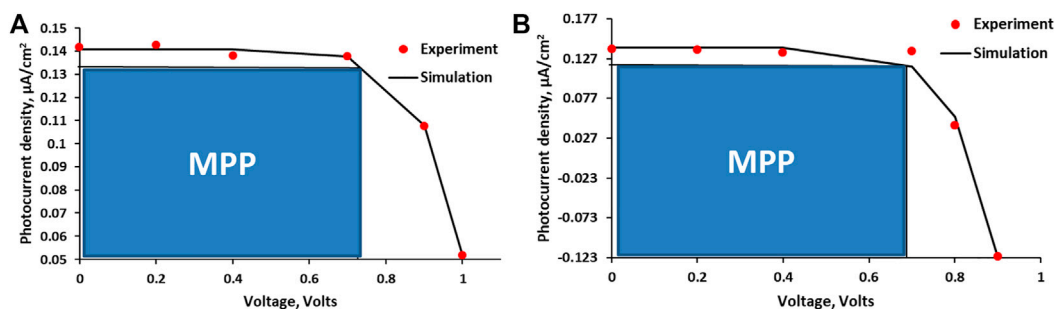 A
Photocurrent density, µA/cm²
0.15
0.14
0.13
0.12
0.11
0.1
0.09
0.08
0.07
0.06
0.05
0
0.2
0.4
0.6
0.8
1
Voltage, Volts
Experiment
Simulation
MPP
B
Photocurrent density, µA/cm²
0.177
0.127
0.077
0.027
-0.023
-0.073
-0.123
0
0.2
0.4
0.6
0.8
1
Voltage, Volts
Experiment
Simulation
MPP